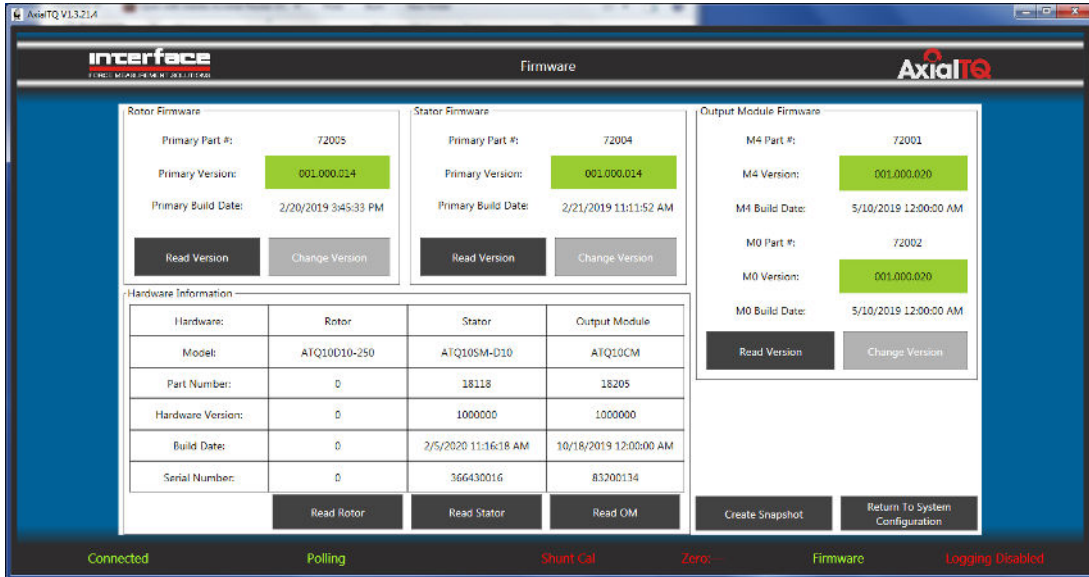 AxialTQ V1.3.21.4
interface
FORCE MEASUREMENT SOLUTIONS
Firmware
AxialTQ
Rotor Firmware
Primary Part #: 72005
Primary Version: 001.000.014
Primary Build Date: 2/20/2019 3:45:33 PM
Read Version Change Version
Stator Firmware
Primary Part #: 72004
Primary Version: 001.000.014
Primary Build Date: 2/21/2019 11:11:52 AM
Read Version Change Version
Output Module Firmware
M4 Part #: 72001
M4 Version: 001.000.020
M4 Build Date: 5/10/2019 12:00:00 AM
M0 Part #: 72002
M0 Version: 001.000.020
M0 Build Date: 5/10/2019 12:00:00 AM
Read Version Change Version
Hardware Information
Hardware: Rotor Stator Output Module
Model: ATQ10D10-250 ATQ10SM-D10 ATQ10CM
Part Number: 0 18118 18205
Hardware Version: 0 1000000 1000000
Build Date: 0 2/5/2020 11:16:18 AM 10/18/2019 12:00:00 AM
Serial Number: 0 366430016 83200134
Read Rotor Read Stator Read OM
Create Snapshot
Return To System
Configuration
Connected Polling Shunt Cal Zero: -- Firmware Logging Disabled